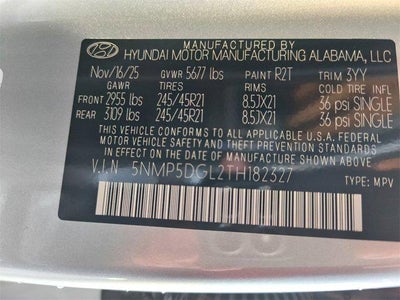 MANUFACTURED BY
HYUNDAI MOTOR MANUFACTURING ALABAMA, LLC
Nov/16/25 GVWR 5677 lbs PAINT R2T TRIM 3YY
GAWR TIRES RIMS COLD TIRE INFL
FRONT 2955 lbs 245/45R21 8.5JX21 36 psi SINGLE
REAR 3109 lbs 245/45R21 8.5JX21 36 psi SINGLE
THIS VEHICLE CONFORMS TO ALL APPLICABLE U.S.A. FEDERAL
MOTOR VEHICLE SAFETY AND THEFT PREVENTION STANDARDS
IN EFFECT ON THE DATE OF MANUFACTURE SHOWN ABOVE.
V.I.N 5NMP5DGL2TH182327 TYPE: MPV